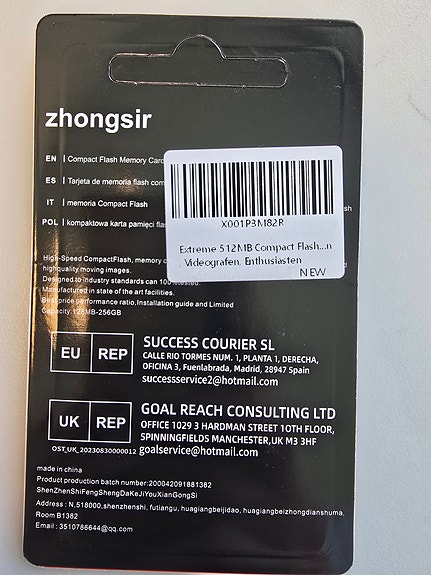 zhongsir
EN | Compact Flash Memory Card
ES | Tarjeta de memoria flash com
IT | memoria Compact Flash
POL | kompaktowa karta pamięci fla
sh
X001P3M82R
Extreme 512MB Compact Flash...n
Videografen, Enthusiasten
NEW
High-Speed CompactFlash, memory c
highquality moving images.
Designed to industry standards can 100
Manufactured in state of the art facilities.
Best price performance ratio,Installation guide and Limited
Capacity:128MB-256GB
EU REP
SUCCESS COURIER SL
CALLE RIO TORMES NUM. 1, PLANTA 1, DERECHA,
OFICINA 3, Fuenlabrada, Madrid, 28947 Spain
successservice2@hotmail.com
UK REP
GOAL REACH CONSULTING LTD
OFFICE 1029 3 HARDMAN STREET 10TH FLOOR,
SPINNINGFIELDS MANCHESTER,UK M3 3HF
OST_UK_20230830000012 goalservice@hotmail.com
made in china
Product production batch number:200042091881382
ShenZhenShiFengShengDaKeJiYouXianGongSi
Address : N,518000,shenzhenshi, futiangu, huagiangbeijidao, huagiangbeizhongdianshuma,
Room B1382
Email : 3510786644@qq.com